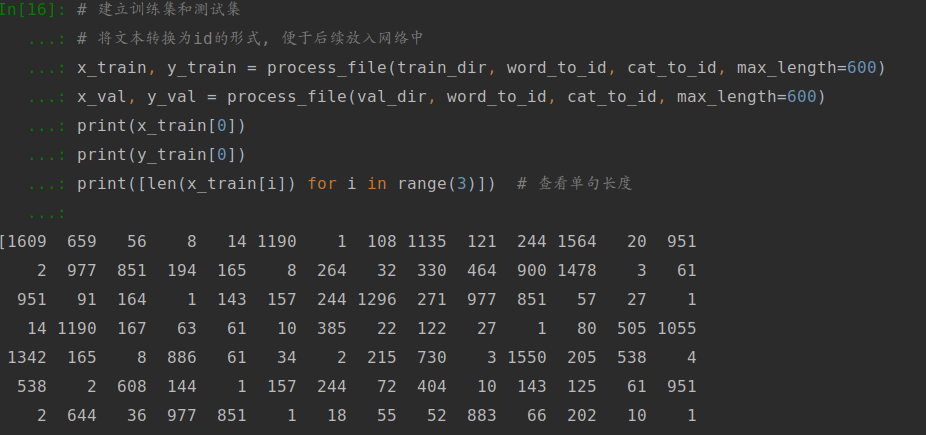 In[16]: # 建立训练集和测试集
...: # 将文本转换为id的形式, 便于后续放入网络中
...: x_train, y_train = process_file(train_dir, word_to_id, cat_to_id, max_length=600)
...: x_val, y_val = process_file(val_dir, word_to_id, cat_to_id, max_length=600)
...: print(x_train[0])
...: print(y_train[0])
...: print([len(x_train[i]) for i in range(3)])  # 查看单句长度
...:
[1609 659 56 8 14 1190 1 108 1135 121 244 1564 20 951
2 977 851 194 165 8 264 32 330 464 900 1478 3 61
951 91 164 1 143 157 244 1296 271 977 851 57 27 1
14 1190 167 63 61 10 385 22 122 27 1 80 505 1055
1342 165 8 886 61 34 2 215 730 3 1550 205 538 4
538 2 608 144 1 157 244 72 404 10 143 125 61 951
2 644 36 977 851 1 18 55 52 883 66 202 10 1